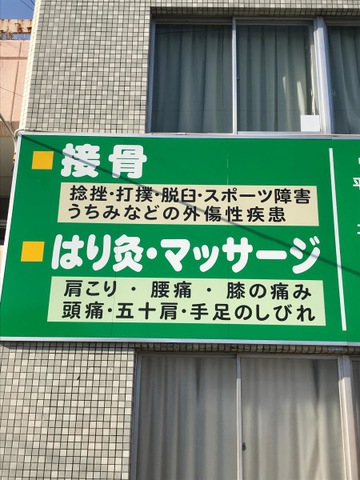 接骨
捻挫・打撲・脱臼・スポーツ障害
うちみなどの外傷性疾患
はり灸・マッサージ
肩こり・腰痛・膝の痛み
頭痛・五十肩・手足のしびれ